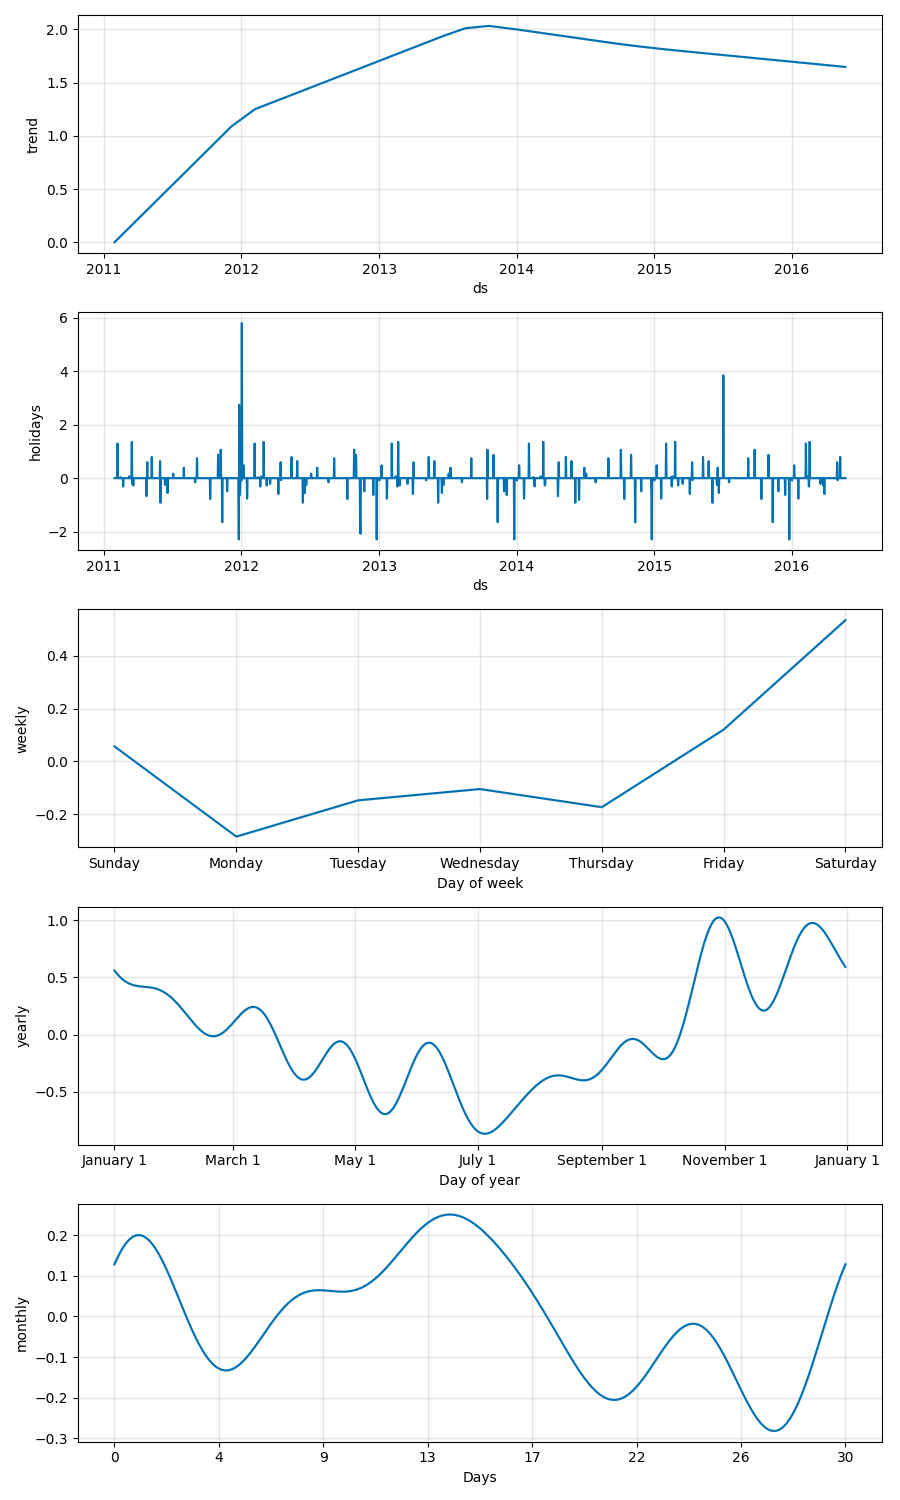 2.0
1.5
1.0
0.5
0.0
trend
2011 2012 2013 2014 2015 2016
ds
6
4
2
0
−2
holidays
2011 2012 2013 2014 2015 2016
ds
0.4
0.2
0.0
−0.2
weekly
Sunday Monday Tuesday Wednesday Thursday Friday Saturday
Day of week
1.0
0.5
0.0
−0.5
yearly
January 1 March 1 May 1 July 1 September 1 November 1 January 1
Day of year
0.2
0.1
0.0
−0.1
−0.2
−0.3
monthly
0 4 9 13 17 22 26 30
Days